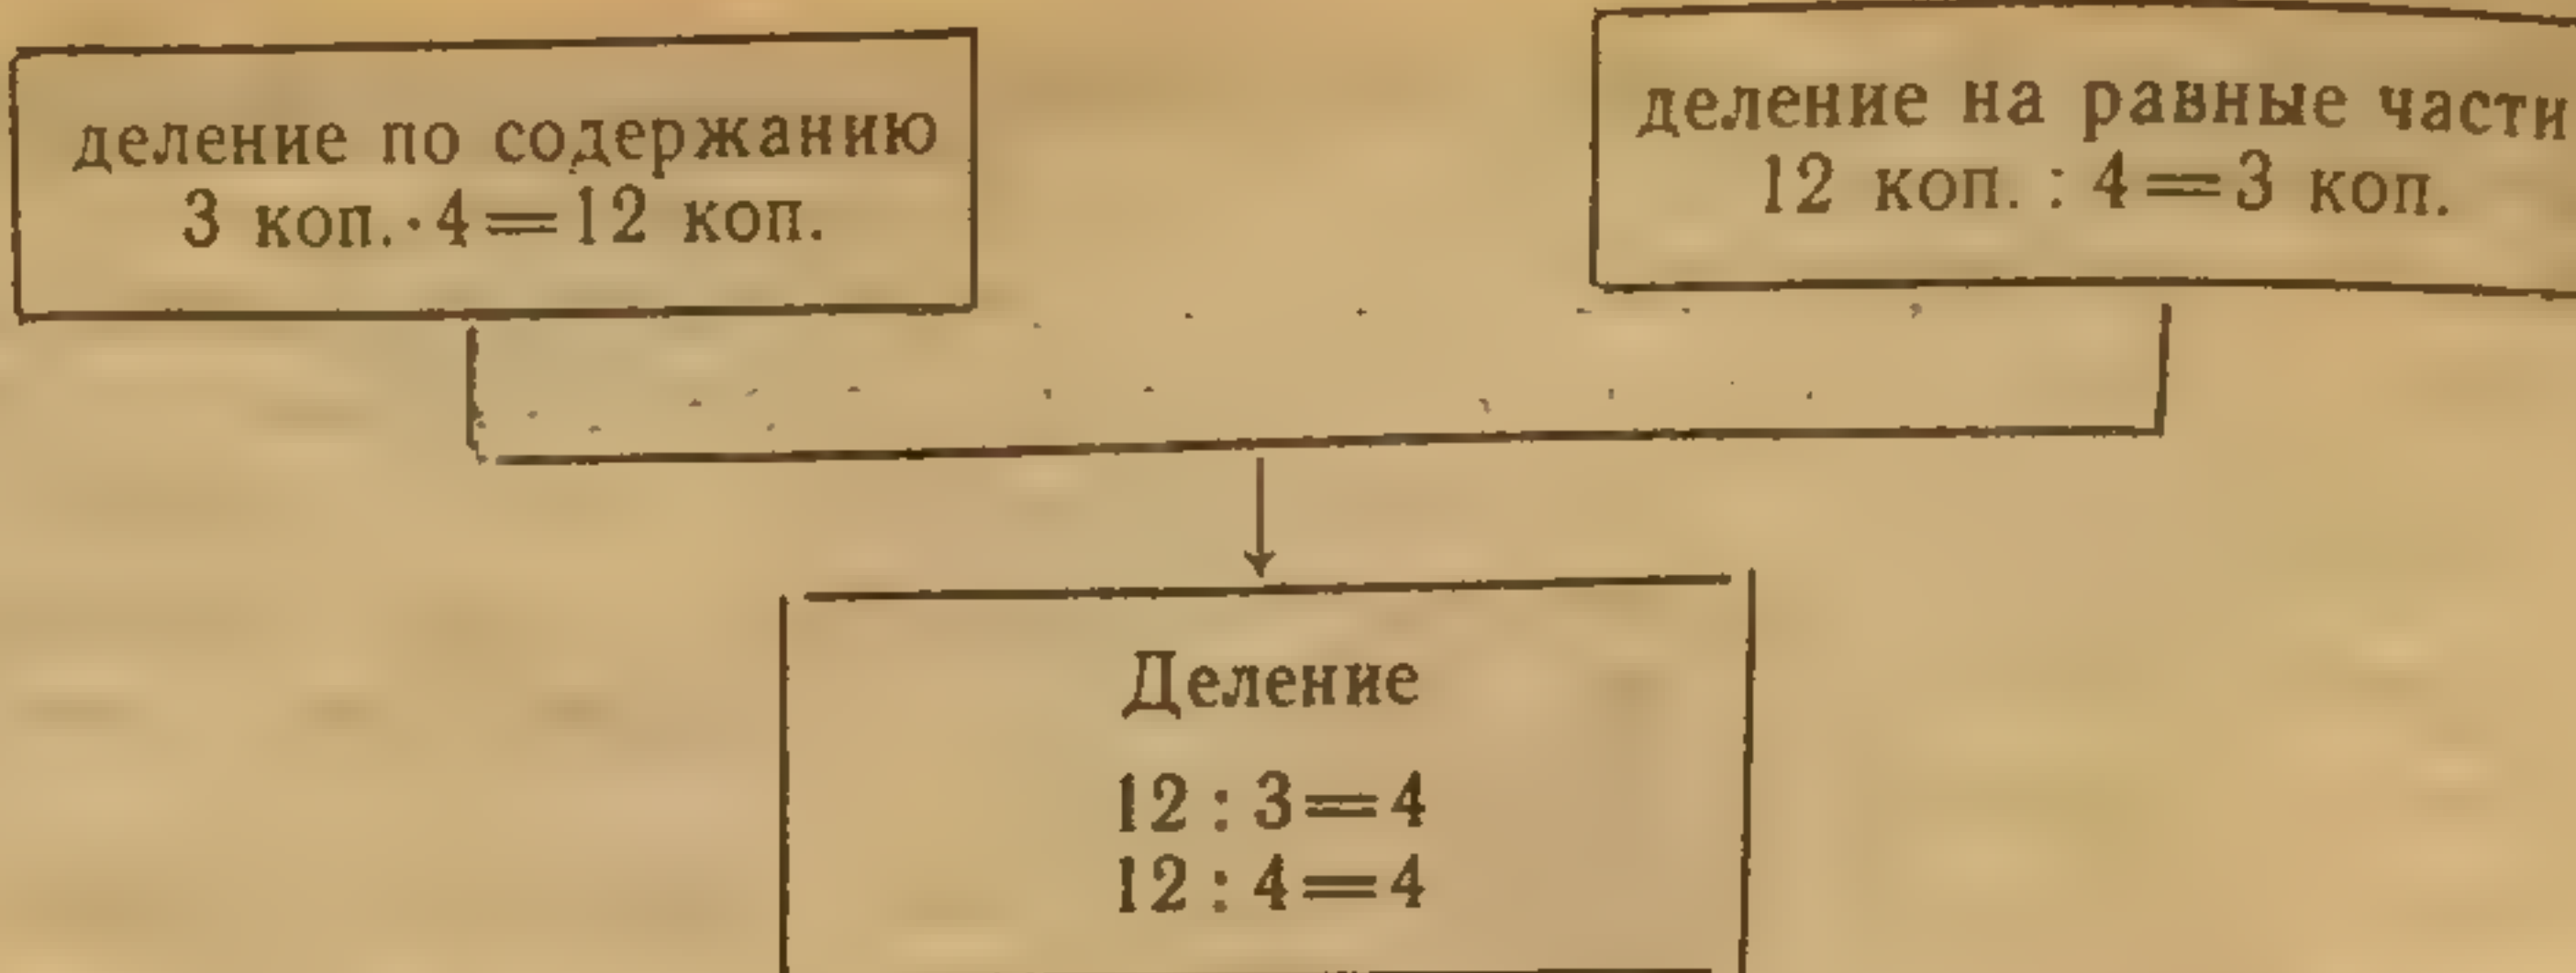 деление по содержанию
3 коп. · 4 = 12 коп.
деление на равные части
12 коп. : 4 = 3 коп.
Деление
12 : 3 = 4
12 : 4 = 4